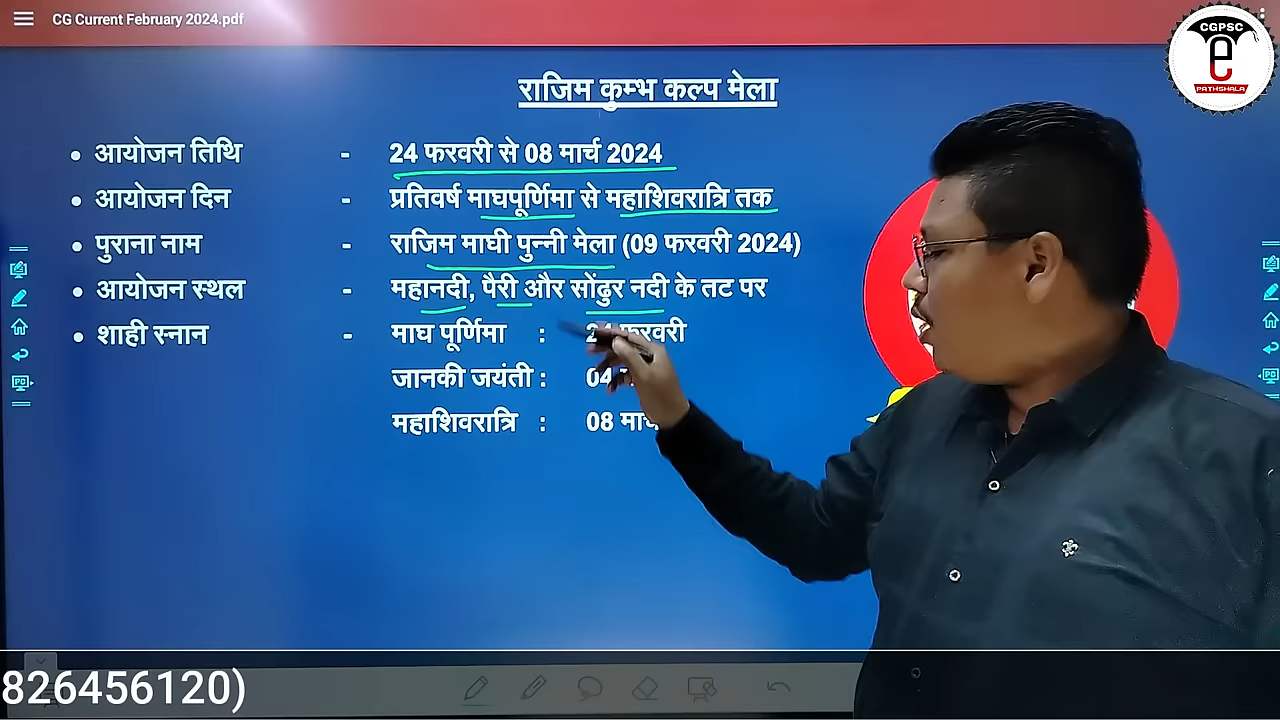 CG Current February 2024.pdf
CGPSC
e
PATHSHALA
राजिम कुम्भ कल्प मेला
• आयोजन तिथि - 24 फरवरी से 08 मार्च 2024
• आयोजन दिन - प्रतिवर्ष माघपूर्णिमा से महाशिवरात्रि तक
• पुराना नाम - राजिम माघी पुन्नी मेला (09 फरवरी 2024)
• आयोजन स्थल - महानदी, पैरी और सोंढुर नदी के तट पर
• शाही स्नान - माघ पूर्णिमा : 24 फरवरी
जानकी जयंती : 04
महाशिवरात्रि : 08 मार्च
826456120)